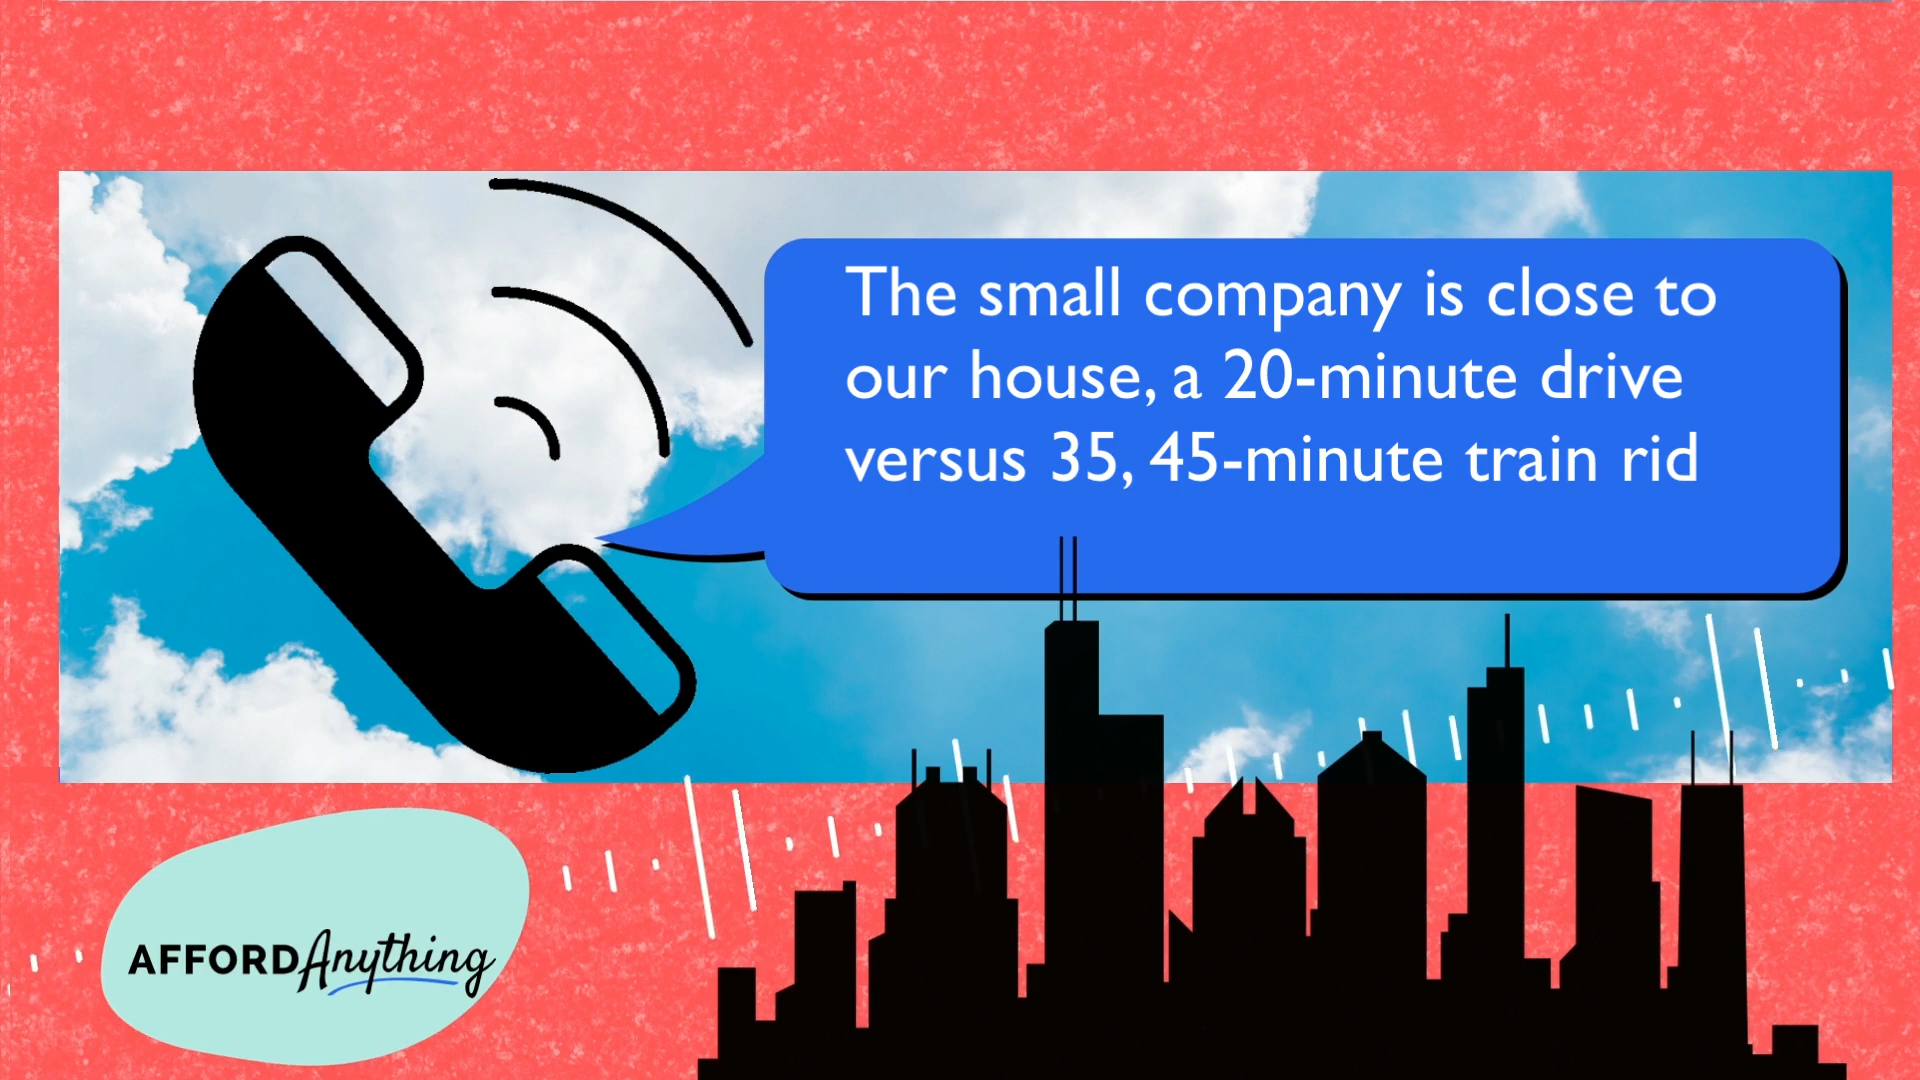 The small company is close to
our house, a 20-minute drive
versus 35, 45-minute train rid
AFFORDAnything